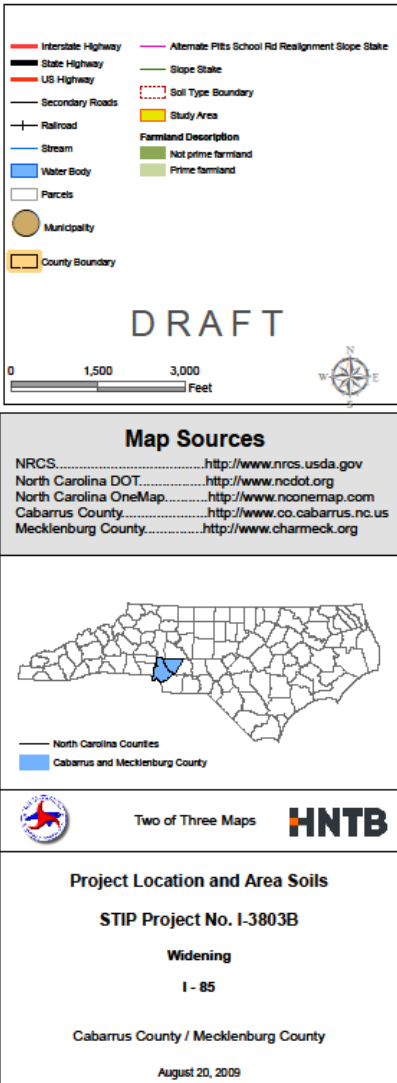 Interstate Highway
State Highway
US Highway
Secondary Roads
Railroad
Stream
Water Body
Parcels
Municipality
County Boundary
Alternate Pitts School Rd Realignment Slope Stake
Slope Stake
Soil Type Boundary
Study Area
Farmland Description
Not prime farmland
Prime farmland
DRAFT
0 1,500 3,000
Feet
N
W E
S
Map Sources
NRCS..................................http://www.nrcs.usda.gov
North Carolina DOT...............http://www.ncdot.org
North Carolina OneMap..........http://www.nconemap.com
Cabarrus County...................http://www.co.cabarrus.nc.us
Mecklenburg County..............http://www.charmeck.org
North Carolina Counties
Cabarrus and Mecklenburg County
Two of Three Maps
HNTB
Project Location and Area Soils
STIP Project No. I-3803B
Widening
I - 85
Cabarrus County / Mecklenburg County
August 20, 2009